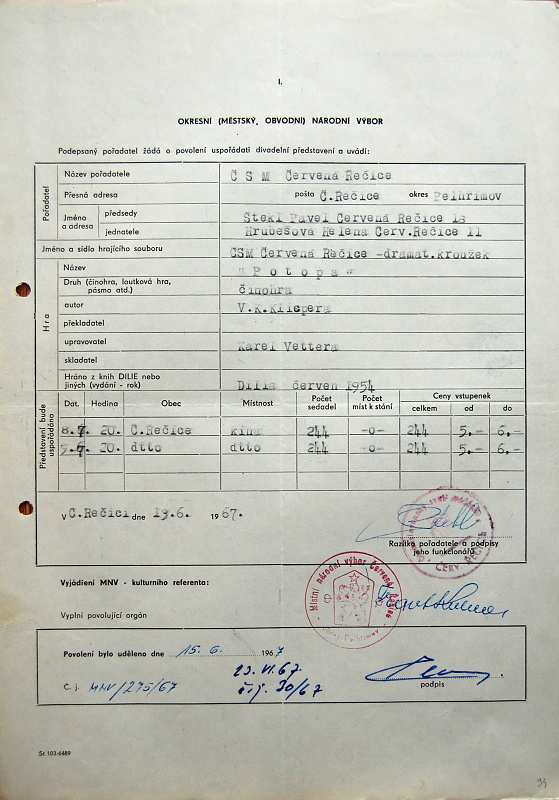 I.
OKRESNÍ (MĚSTSKÝ, OBVODNÍ) NÁRODNÍ VÝBOR
Podepsaný pořadatel žádá o povolení uspořádati divadelní představení a uvádí:
Pořadatel
Název pořadatele Č S M Červená Řečice
Přesná adresa pošta Č.Řečice okres Pelhřimov
Jméno a adresa
předsedy Stekl Pavel Červená Řečice
jednatele Hrubešová Helena Červ.Řečice 11
Jméno a sídlo hrajícího souboru ČSM Červená Řečice -dramat.kroužek
Hra
Název "P o t o p a"
Druh (činohra, loutková hra, pásmo atd.) činohra
autor V.K.Klicpera
překladatel
upravovatel Karel Vettera
skladatel
Hráno z knih DILIE nebo jiných (vydání - rok) Dilia červen 1954
Představení bude uspořádáno
Dat. Hodina Obec Místnost Počet sedadel Počet míst k stání Ceny vstupenek celkem od do
8.7. 20. Č.Řečice kina 244 -o- 244 5,- 6,-
20. dtto dtto 244 -o- 244 5,- 6,-
V Č.Řečici dne 13.6. 1967.
Razítko pořadatele a podpisy jeho funkcionářů
ČERV. ŘEČICE
Vyjádření MNV - kulturního referenta:
Místní národní výbor Červená Řečice
Vyplní povolující orgán
Povolení bylo uděleno dne 15. 6. 1967
23. VI. 67
Č. j. MNV/275/67 čj. 30/67
podpis
St 103-6489